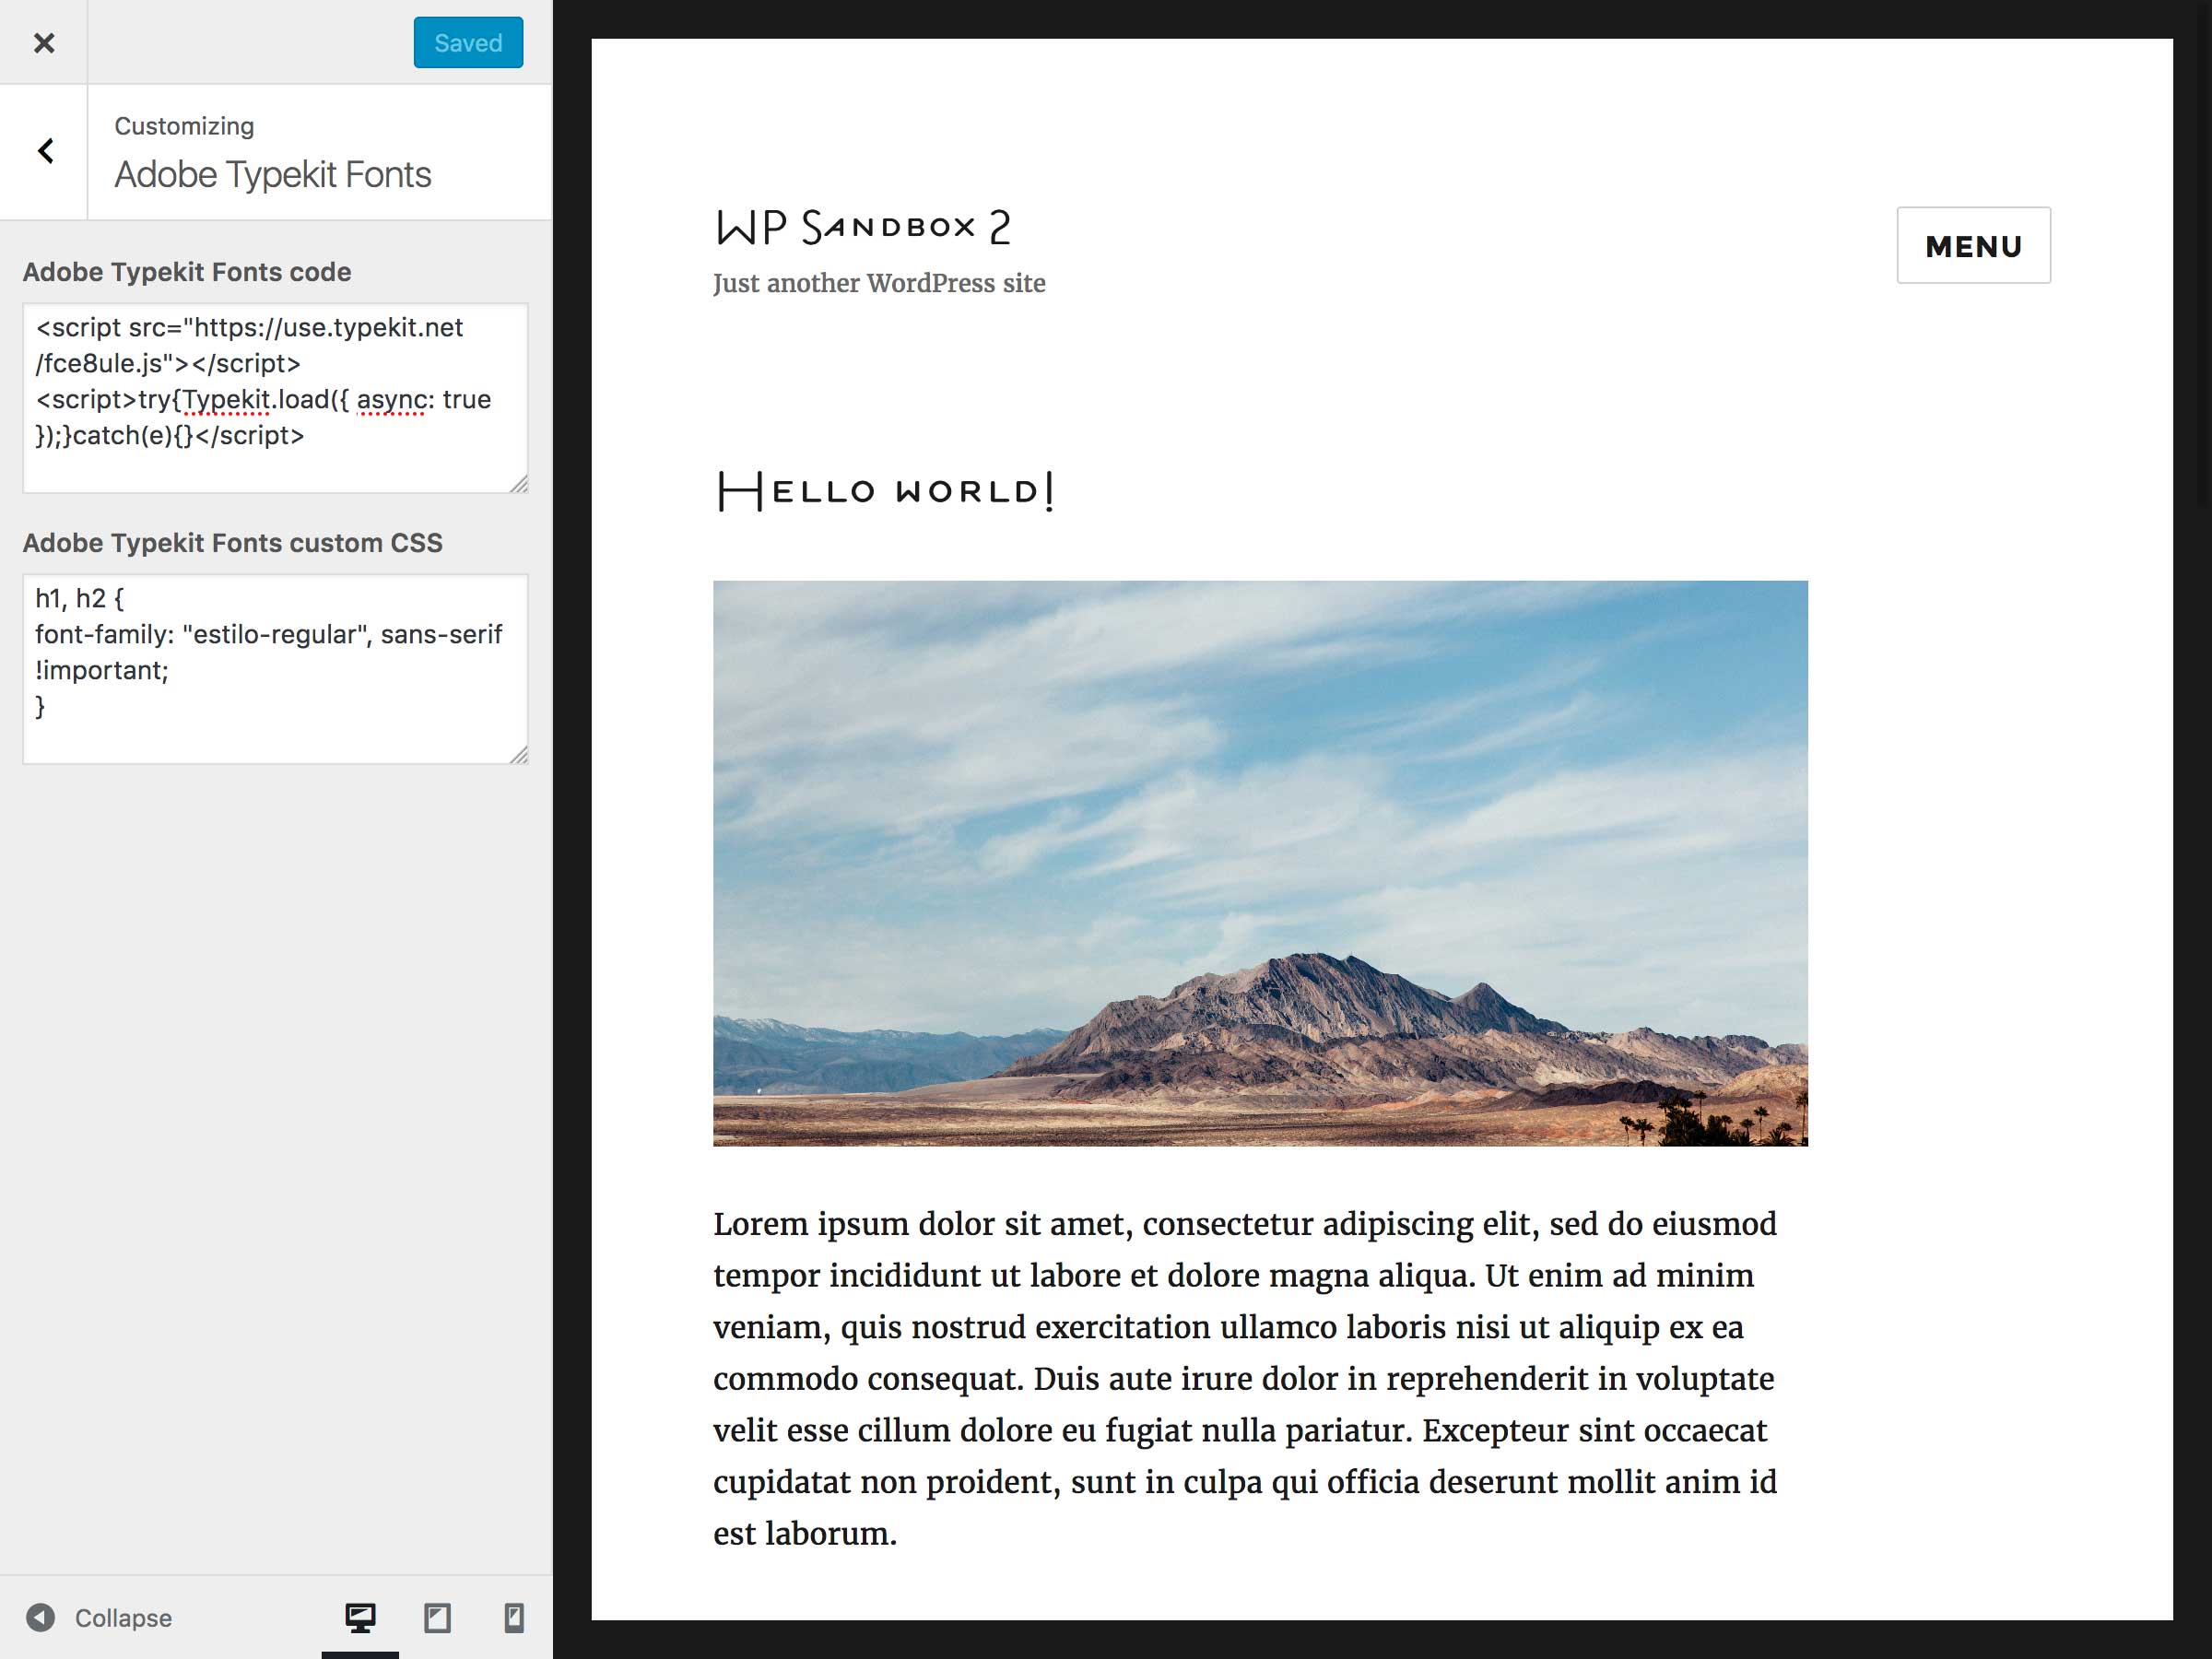 Saved
Customizing
Adobe Typekit Fonts
Adobe Typekit Fonts code
<script src="https://use.typekit.net
/fce8ule.js"></script>
<script>try{Typekit.load({ async: true
});}catch(e){}</script>
Adobe Typekit Fonts custom CSS
h1, h2 {
font-family: "estilo-regular", sans-serif
!important;
}
Collapse
WP Sandbox 2
Just another WordPress site
MENU
Hello world!
Lorem ipsum dolor sit amet, consectetur adipiscing elit, sed do eiusmod
tempor incididunt ut labore et dolore magna aliqua. Ut enim ad minim
veniam, quis nostrud exercitation ullamco laboris nisi ut aliquip ex ea
commodo consequat. Duis aute irure dolor in reprehenderit in voluptate
velit esse cillum dolore eu fugiat nulla pariatur. Excepteur sint occaecat
cupidatat non proident, sunt in culpa qui officia deserunt mollit anim id
est laborum.